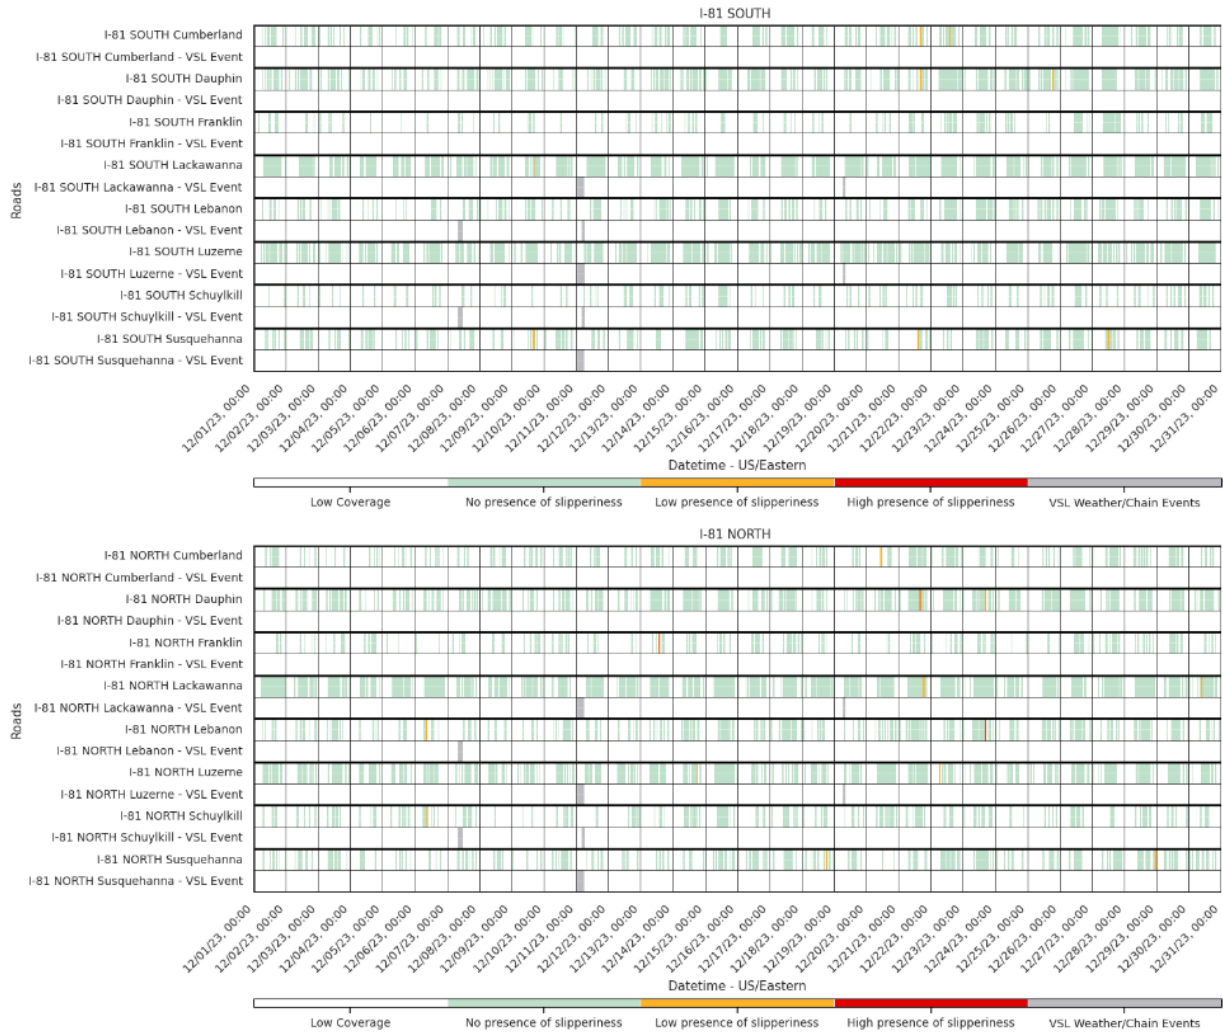 I-81 SOUTH
I-81 SOUTH Cumberland
I-81 SOUTH Cumberland - VSL Event
I-81 SOUTH Dauphin
I-81 SOUTH Dauphin - VSL Event
I-81 SOUTH Franklin
I-81 SOUTH Franklin - VSL Event
I-81 SOUTH Lackawanna
I-81 SOUTH Lackawanna - VSL Event
I-81 SOUTH Lebanon
I-81 SOUTH Lebanon - VSL Event
I-81 SOUTH Luzerne
I-81 SOUTH Luzerne - VSL Event
I-81 SOUTH Schuylkill
I-81 SOUTH Schuylkill - VSL Event
I-81 SOUTH Susquehanna
I-81 SOUTH Susquehanna - VSL Event
Roads
12/01/23, 00:00
12/02/23, 00:00
12/03/23, 00:00
12/04/23, 00:00
12/05/23, 00:00
12/06/23, 00:00
12/07/23, 00:00
12/08/23, 00:00
12/09/23, 00:00
12/10/23, 00:00
12/11/23, 00:00
12/12/23, 00:00
12/13/23, 00:00
12/14/23, 00:00
12/15/23, 00:00
12/16/23, 00:00
12/17/23, 00:00
12/18/23, 00:00
12/19/23, 00:00
12/20/23, 00:00
12/21/23, 00:00
12/22/23, 00:00
12/23/23, 00:00
12/24/23, 00:00
12/25/23, 00:00
12/26/23, 00:00
12/27/23, 00:00
12/28/23, 00:00
12/29/23, 00:00
12/30/23, 00:00
12/31/23, 00:00
Datetime - US/Eastern
Low Coverage
No presence of slipperiness
Low presence of slipperiness
High presence of slipperiness
VSL Weather/Chain Events
I-81 NORTH
I-81 NORTH Cumberland
I-81 NORTH Cumberland - VSL Event
I-81 NORTH Dauphin
I-81 NORTH Dauphin - VSL Event
I-81 NORTH Franklin
I-81 NORTH Franklin - VSL Event
I-81 NORTH Lackawanna
I-81 NORTH Lackawanna - VSL Event
I-81 NORTH Lebanon
I-81 NORTH Lebanon - VSL Event
I-81 NORTH Luzerne
I-81 NORTH Luzerne - VSL Event
I-81 NORTH Schuylkill
I-81 NORTH Schuylkill - VSL Event
I-81 NORTH Susquehanna
I-81 NORTH Susquehanna - VSL Event
Roads
12/01/23, 00:00
12/02/23, 00:00
12/03/23, 00:00
12/04/23, 00:00
12/05/23, 00:00
12/06/23, 00:00
12/07/23, 00:00
12/08/23, 00:00
12/09/23, 00:00
12/10/23, 00:00
12/11/23, 00:00
12/12/23, 00:00
12/13/23, 00:00
12/14/23, 00:00
12/15/23, 00:00
12/16/23, 00:00
12/17/23, 00:00
12/18/23, 00:00
12/19/23, 00:00
12/20/23, 00:00
12/21/23, 00:00
12/22/23, 00:00
12/23/23, 00:00
12/24/23, 00:00
12/25/23, 00:00
12/26/23, 00:00
12/27/23, 00:00
12/28/23, 00:00
12/29/23, 00:00
12/30/23, 00:00
12/31/23, 00:00
Datetime - US/Eastern
Low Coverage
No presence of slipperiness
Low presence of slipperiness
High presence of slipperiness
VSL Weather/Chain Events